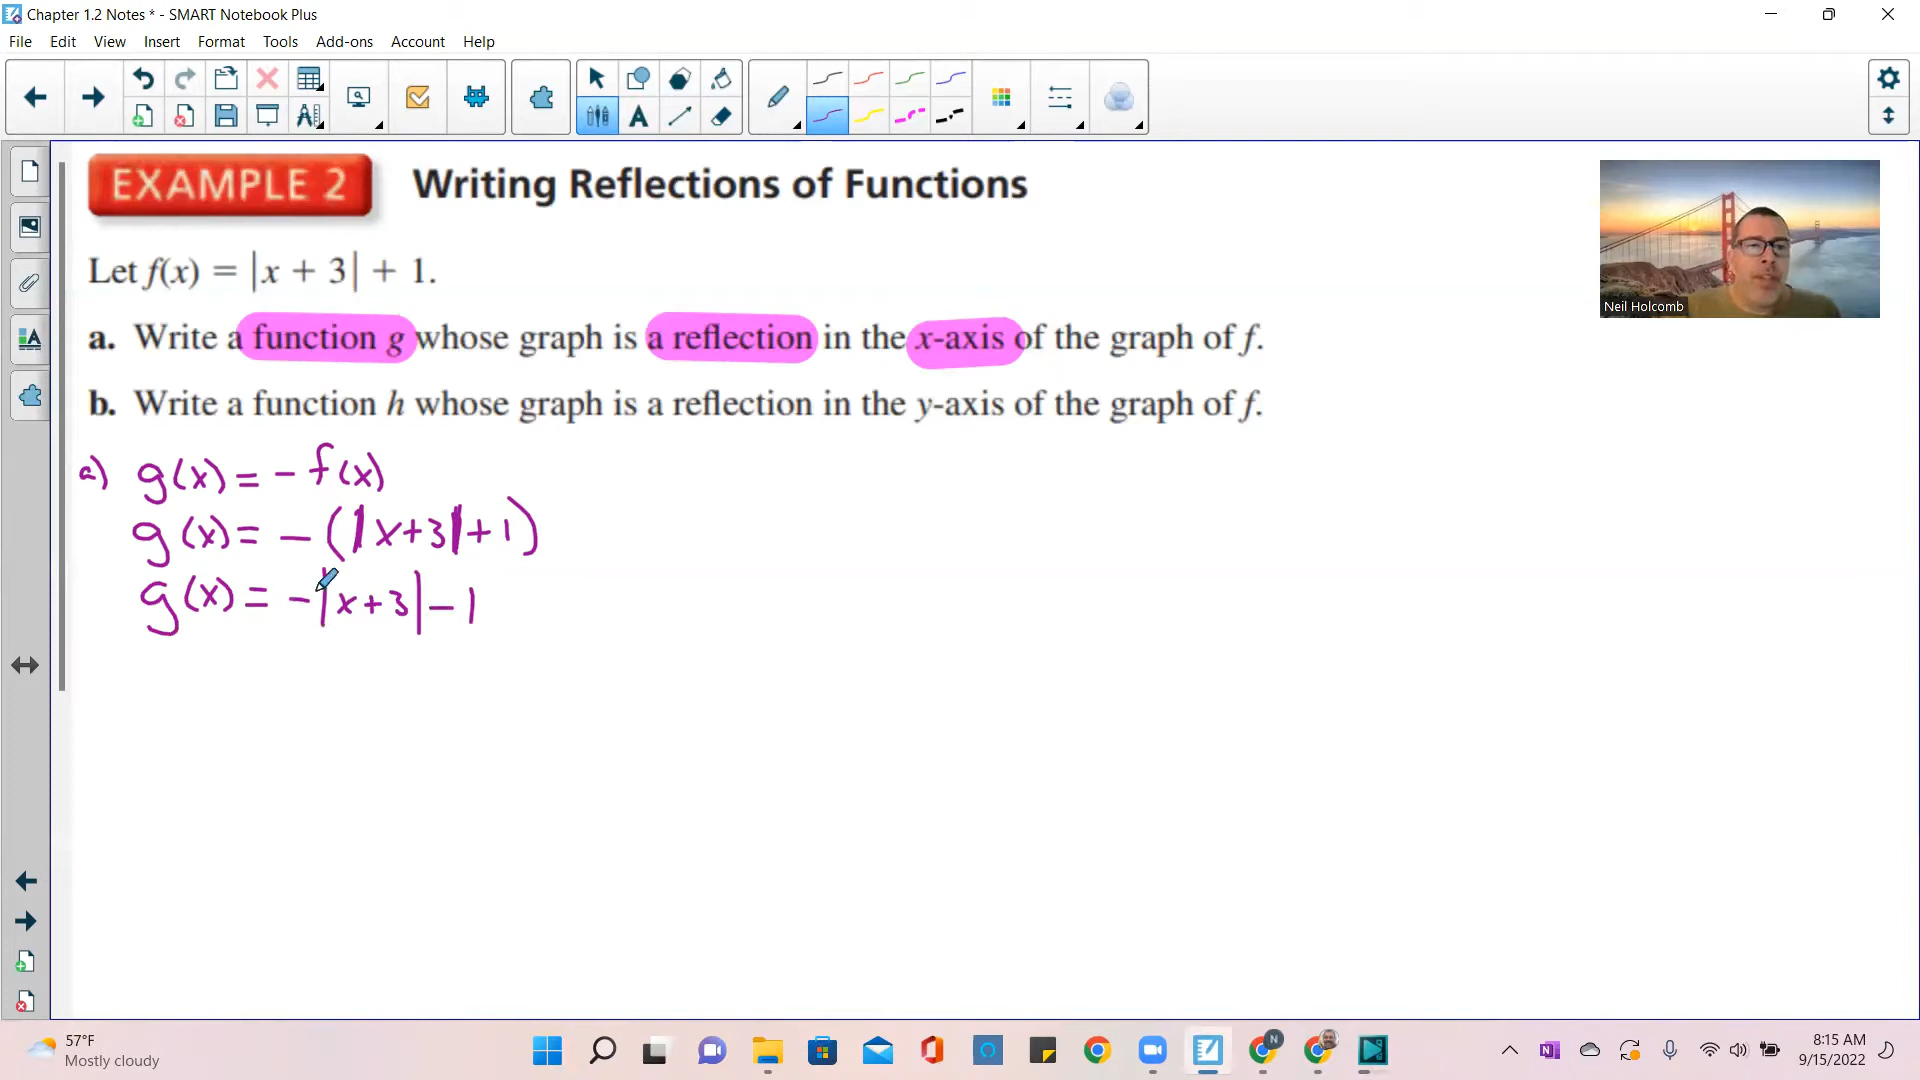 Chapter 1.2 Notes * - SMART Notebook Plus
File Edit View Insert Format Tools Add-ons Account Help
EXAMPLE 2 Writing Reflections of Functions
Let f(x) = |x + 3| + 1.
a. Write a function g whose graph is a reflection in the x-axis of the graph of f.
b. Write a function h whose graph is a reflection in the y-axis of the graph of f.
a) g(x) = - f(x)
g(x) = - (|x+3|+1)
g(x) = -|x+3| - 1
Neil Holcomb
57°F
Mostly cloudy
8:15 AM
9/15/2022